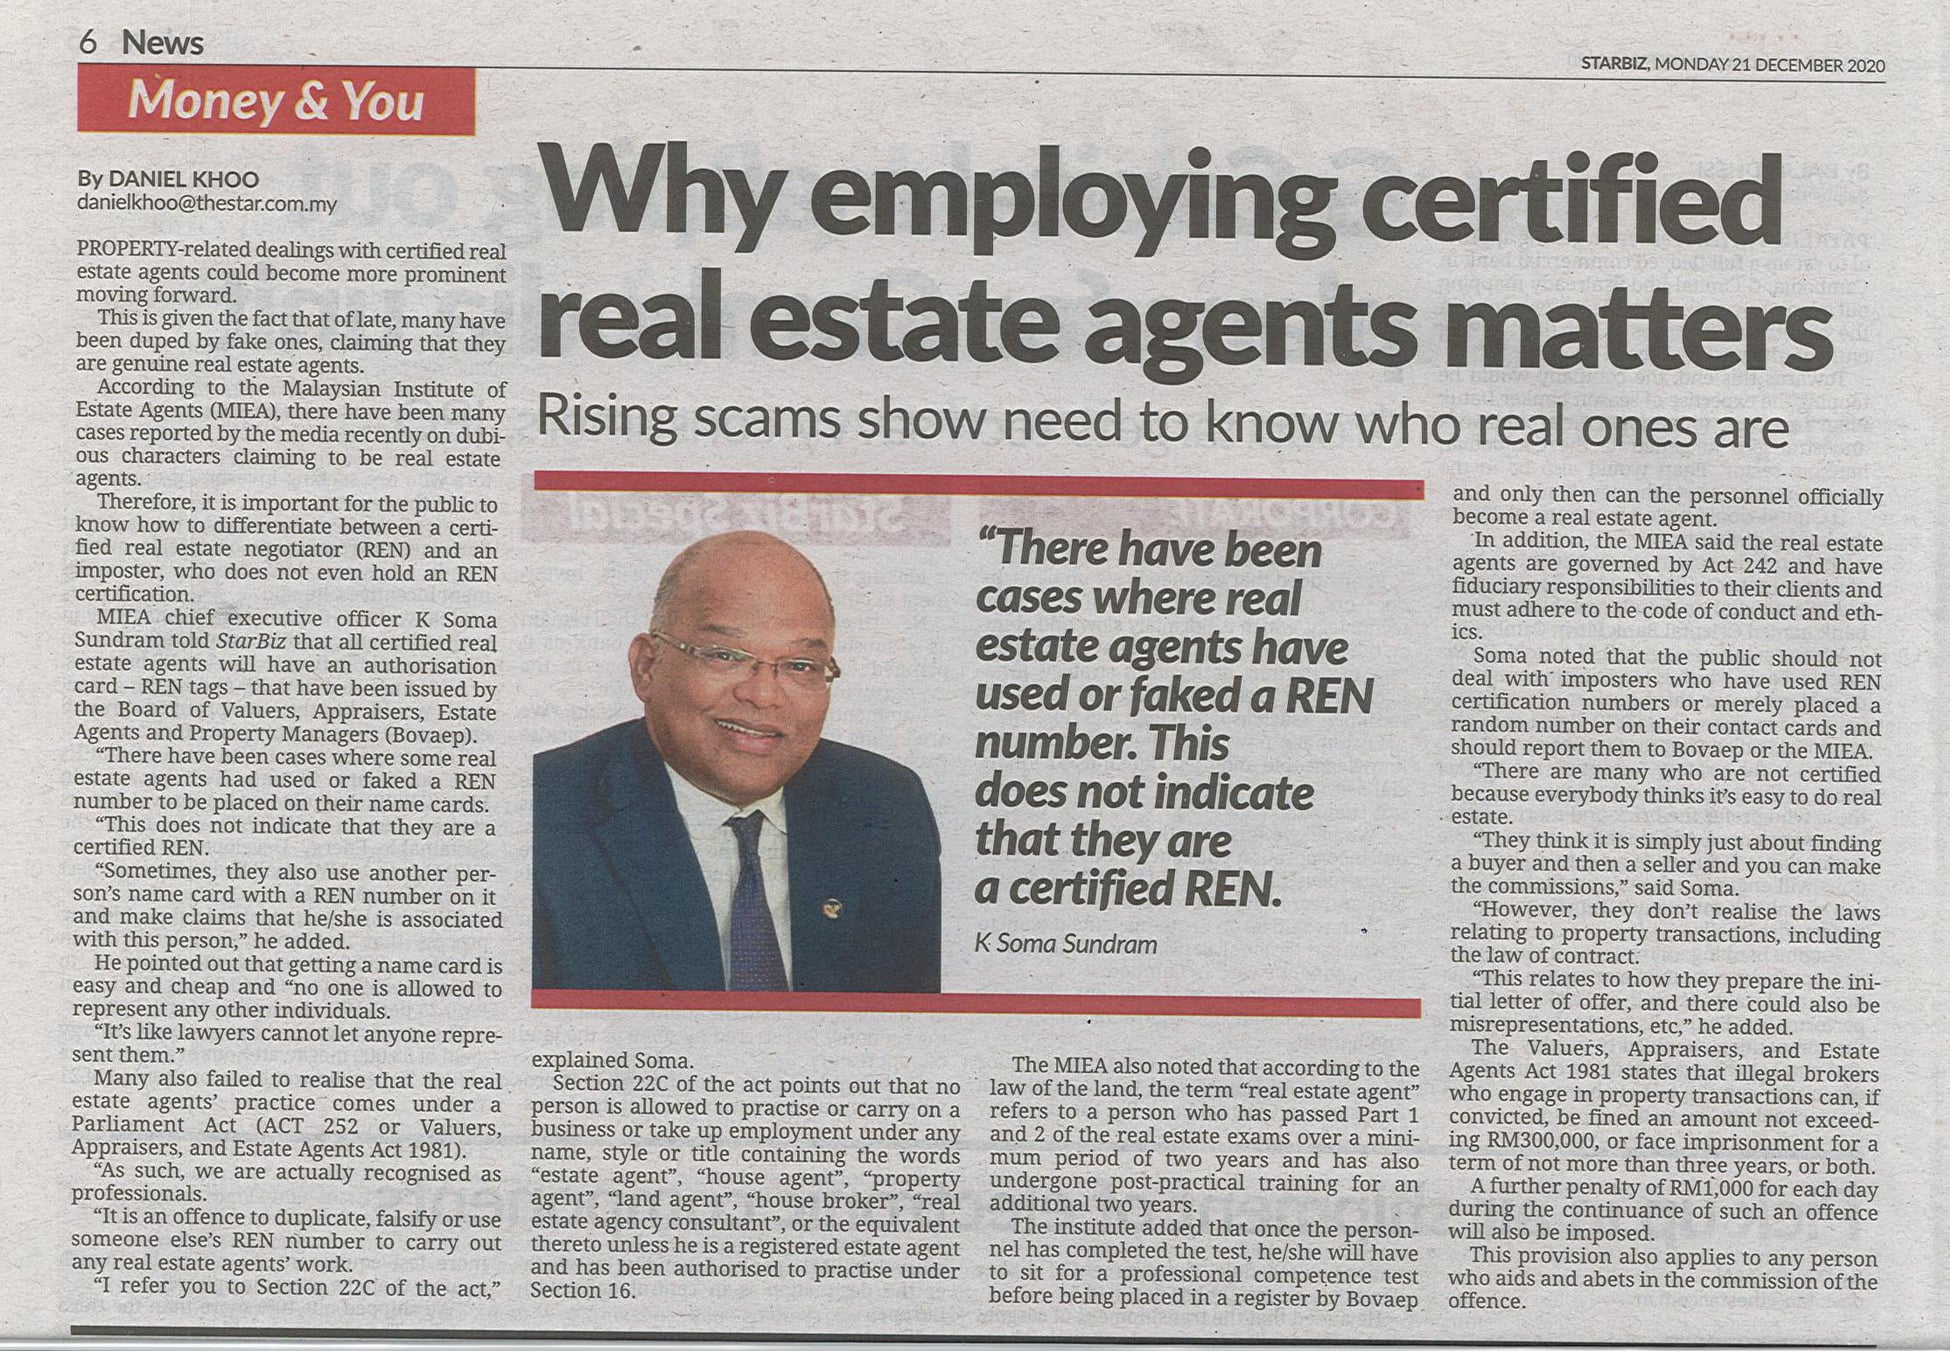 6 News
STARBIZ, MONDAY 21 DECEMBER 2020
Money & You
By DANIEL KHOO
danielkhoo@thestar.com.my
Why employing certified
real estate agents matters
Rising scams show need to know who real ones are
PROPERTY-related dealings with certified real
estate agents could become more prominent
moving forward.
This is given the fact that of late, many have
been duped by fake ones, claiming that they
are genuine real estate agents.
According to the Malaysian Institute of
Estate Agents (MIEA), there have been many
cases reported by the media recently on dubi-
ous characters claiming to be real estate
agents.
Therefore, it is important for the public to
know how to differentiate between a certi-
fied real estate negotiator (REN) and an
imposter, who does not even hold an REN
certification.
MIEA chief executive officer K Soma
Sundram told StarBiz that all certified real
estate agents will have an authorisation
card – REN tags – that have been issued by
the Board of Valuers, Appraisers, Estate
Agents and Property Managers (Bovaep).
“There have been cases where some real
estate agents had used or faked a REN
number to be placed on their name cards.
“This does not indicate that they are a
certified REN.
“Sometimes, they also use another per-
son’s name card with a REN number on it
and make claims that he/she is associated
with this person,” he added.
He pointed out that getting a name card is
easy and cheap and “no one is allowed to
represent any other individuals.
“It’s like lawyers cannot let anyone repre-
sent them.”
Many also failed to realise that the real
estate agents’ practice comes under a
Parliament Act (ACT 252 or Valuers,
Appraisers, and Estate Agents Act 1981).
“As such, we are actually recognised as
professionals.
“It is an offence to duplicate, falsify or use
someone else’s REN number to carry out
any real estate agents’ work.
“I refer you to Section 22C of the act,”
“There have been
cases where real
estate agents have
used or faked a REN
number. This
does not indicate
that they are
a certified REN.
K Soma Sundram
explained Soma.
Section 22C of the act points out that no
person is allowed to practise or carry on a
business or take up employment under any
name, style or title containing the words
“estate agent”, “house agent”, “property
agent”, “land agent”, “house broker”, “real
estate agency consultant”, or the equivalent
thereto unless he is a registered estate agent
and has been authorised to practise under
Section 16.
The MIEA also noted that according to the
law of the land, the term “real estate agent”
refers to a person who has passed Part 1
and 2 of the real estate exams over a mini-
mum period of two years and has also
undergone post-practical training for an
additional two years.
The institute added that once the person-
nel has completed the test, he/she will have
to sit for a professional competence test
before being placed in a register by Bovaep
and only then can the personnel officially
become a real estate agent.
In addition, the MIEA said the real estate
agents are governed by Act 242 and have
fiduciary responsibilities to their clients and
must adhere to the code of conduct and eth-
ics.
Soma noted that the public should not
deal with imposters who have used REN
certification numbers or merely placed a
random number on their contact cards and
should report them to Bovaep or the MIEA.
“There are many who are not certified
because everybody thinks it’s easy to do real
estate.
“They think it is simply just about finding
a buyer and then a seller and you can make
the commissions,” said Soma.
“However, they don’t realise the laws
relating to property transactions, including
the law of contract.
“This relates to how they prepare the ini-
tial letter of offer, and there could also be
misrepresentations, etc,” he added.
The Valuers, Appraisers, and Estate
Agents Act 1981 states that illegal brokers
who engage in property transactions can, if
convicted, be fined an amount not exceed-
ing RM300,000, or face imprisonment for a
term of not more than three years, or both.
A further penalty of RM1,000 for each day
during the continuance of such an offence
will also be imposed.
This provision also applies to any person
who aids and abets in the commission of the
offence.